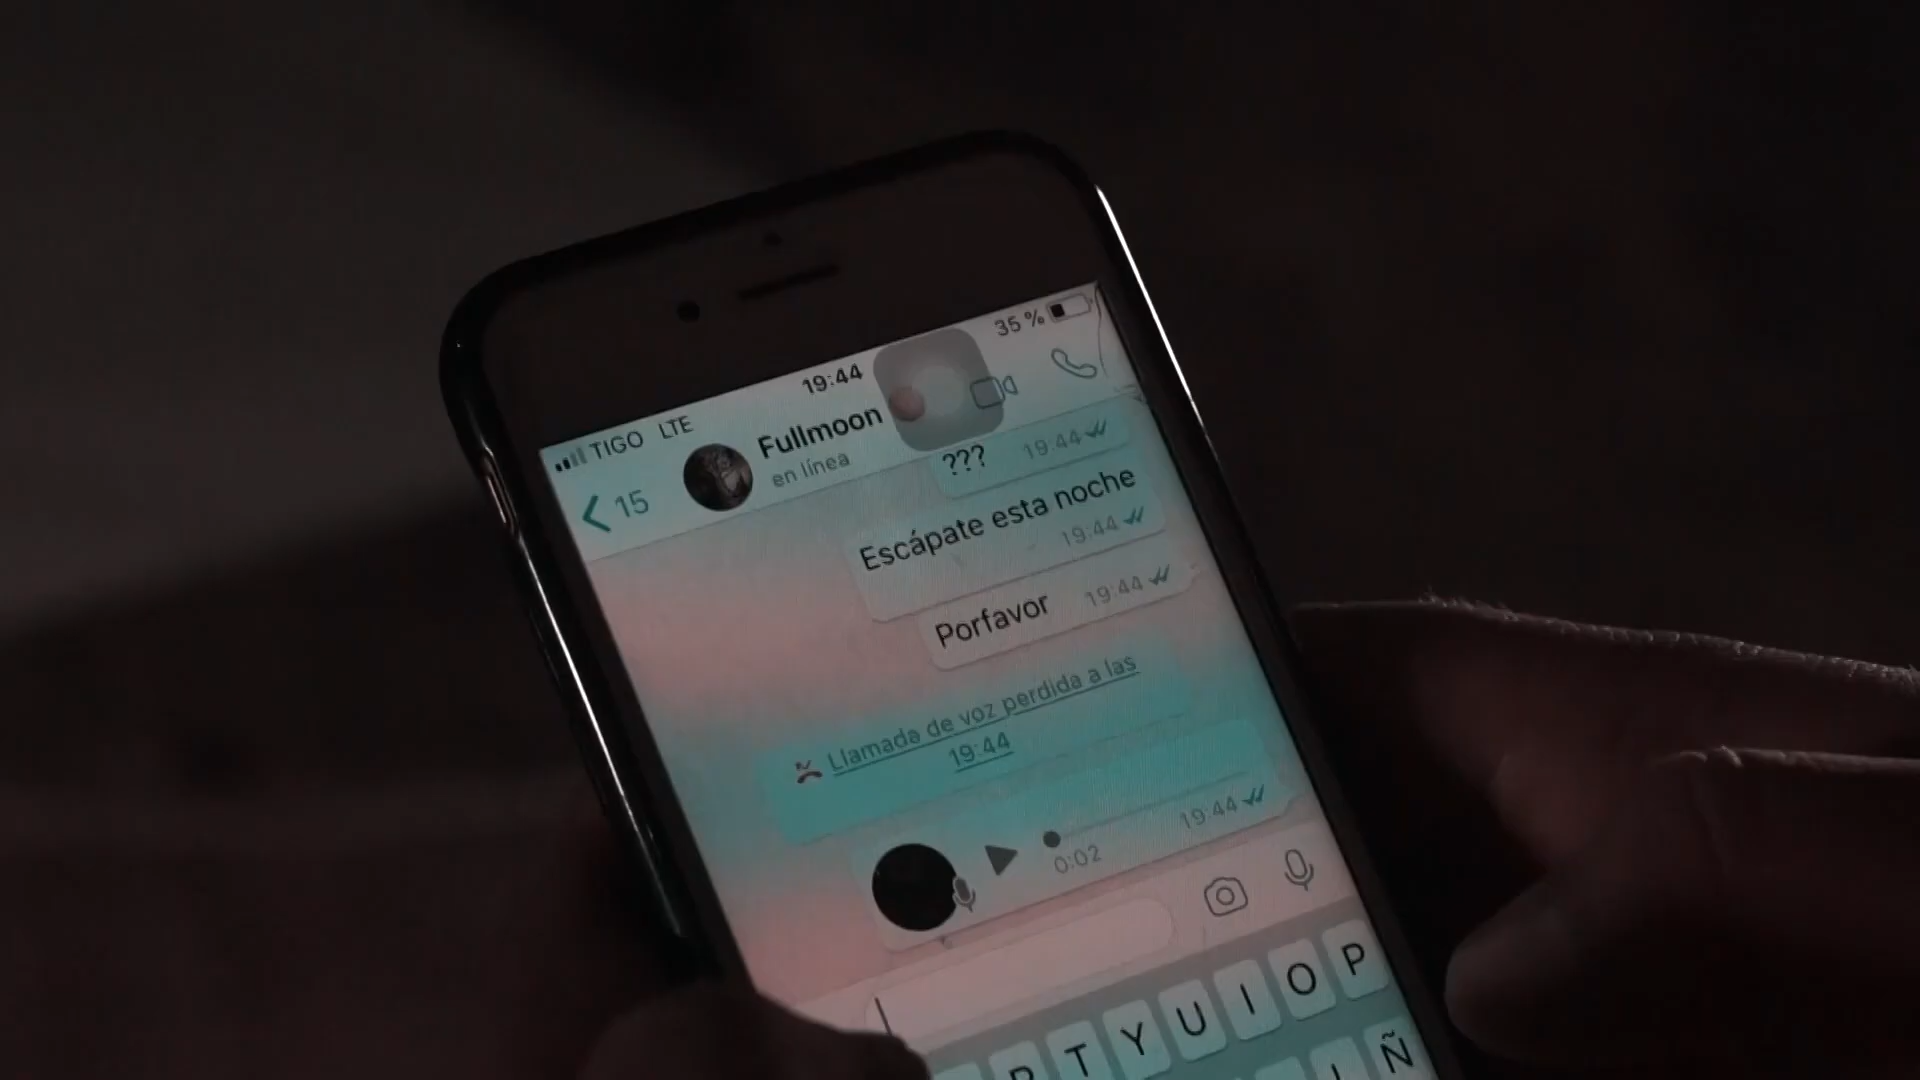 19:44
35 %
TIGO LTE
15
Fullmoon
en línea
???
19:44
Escápate esta noche
19:44
Porfavor
19:44
Llamada de voz perdida a las
19:44
0:02
19:44
T Y U I O P
Ñ